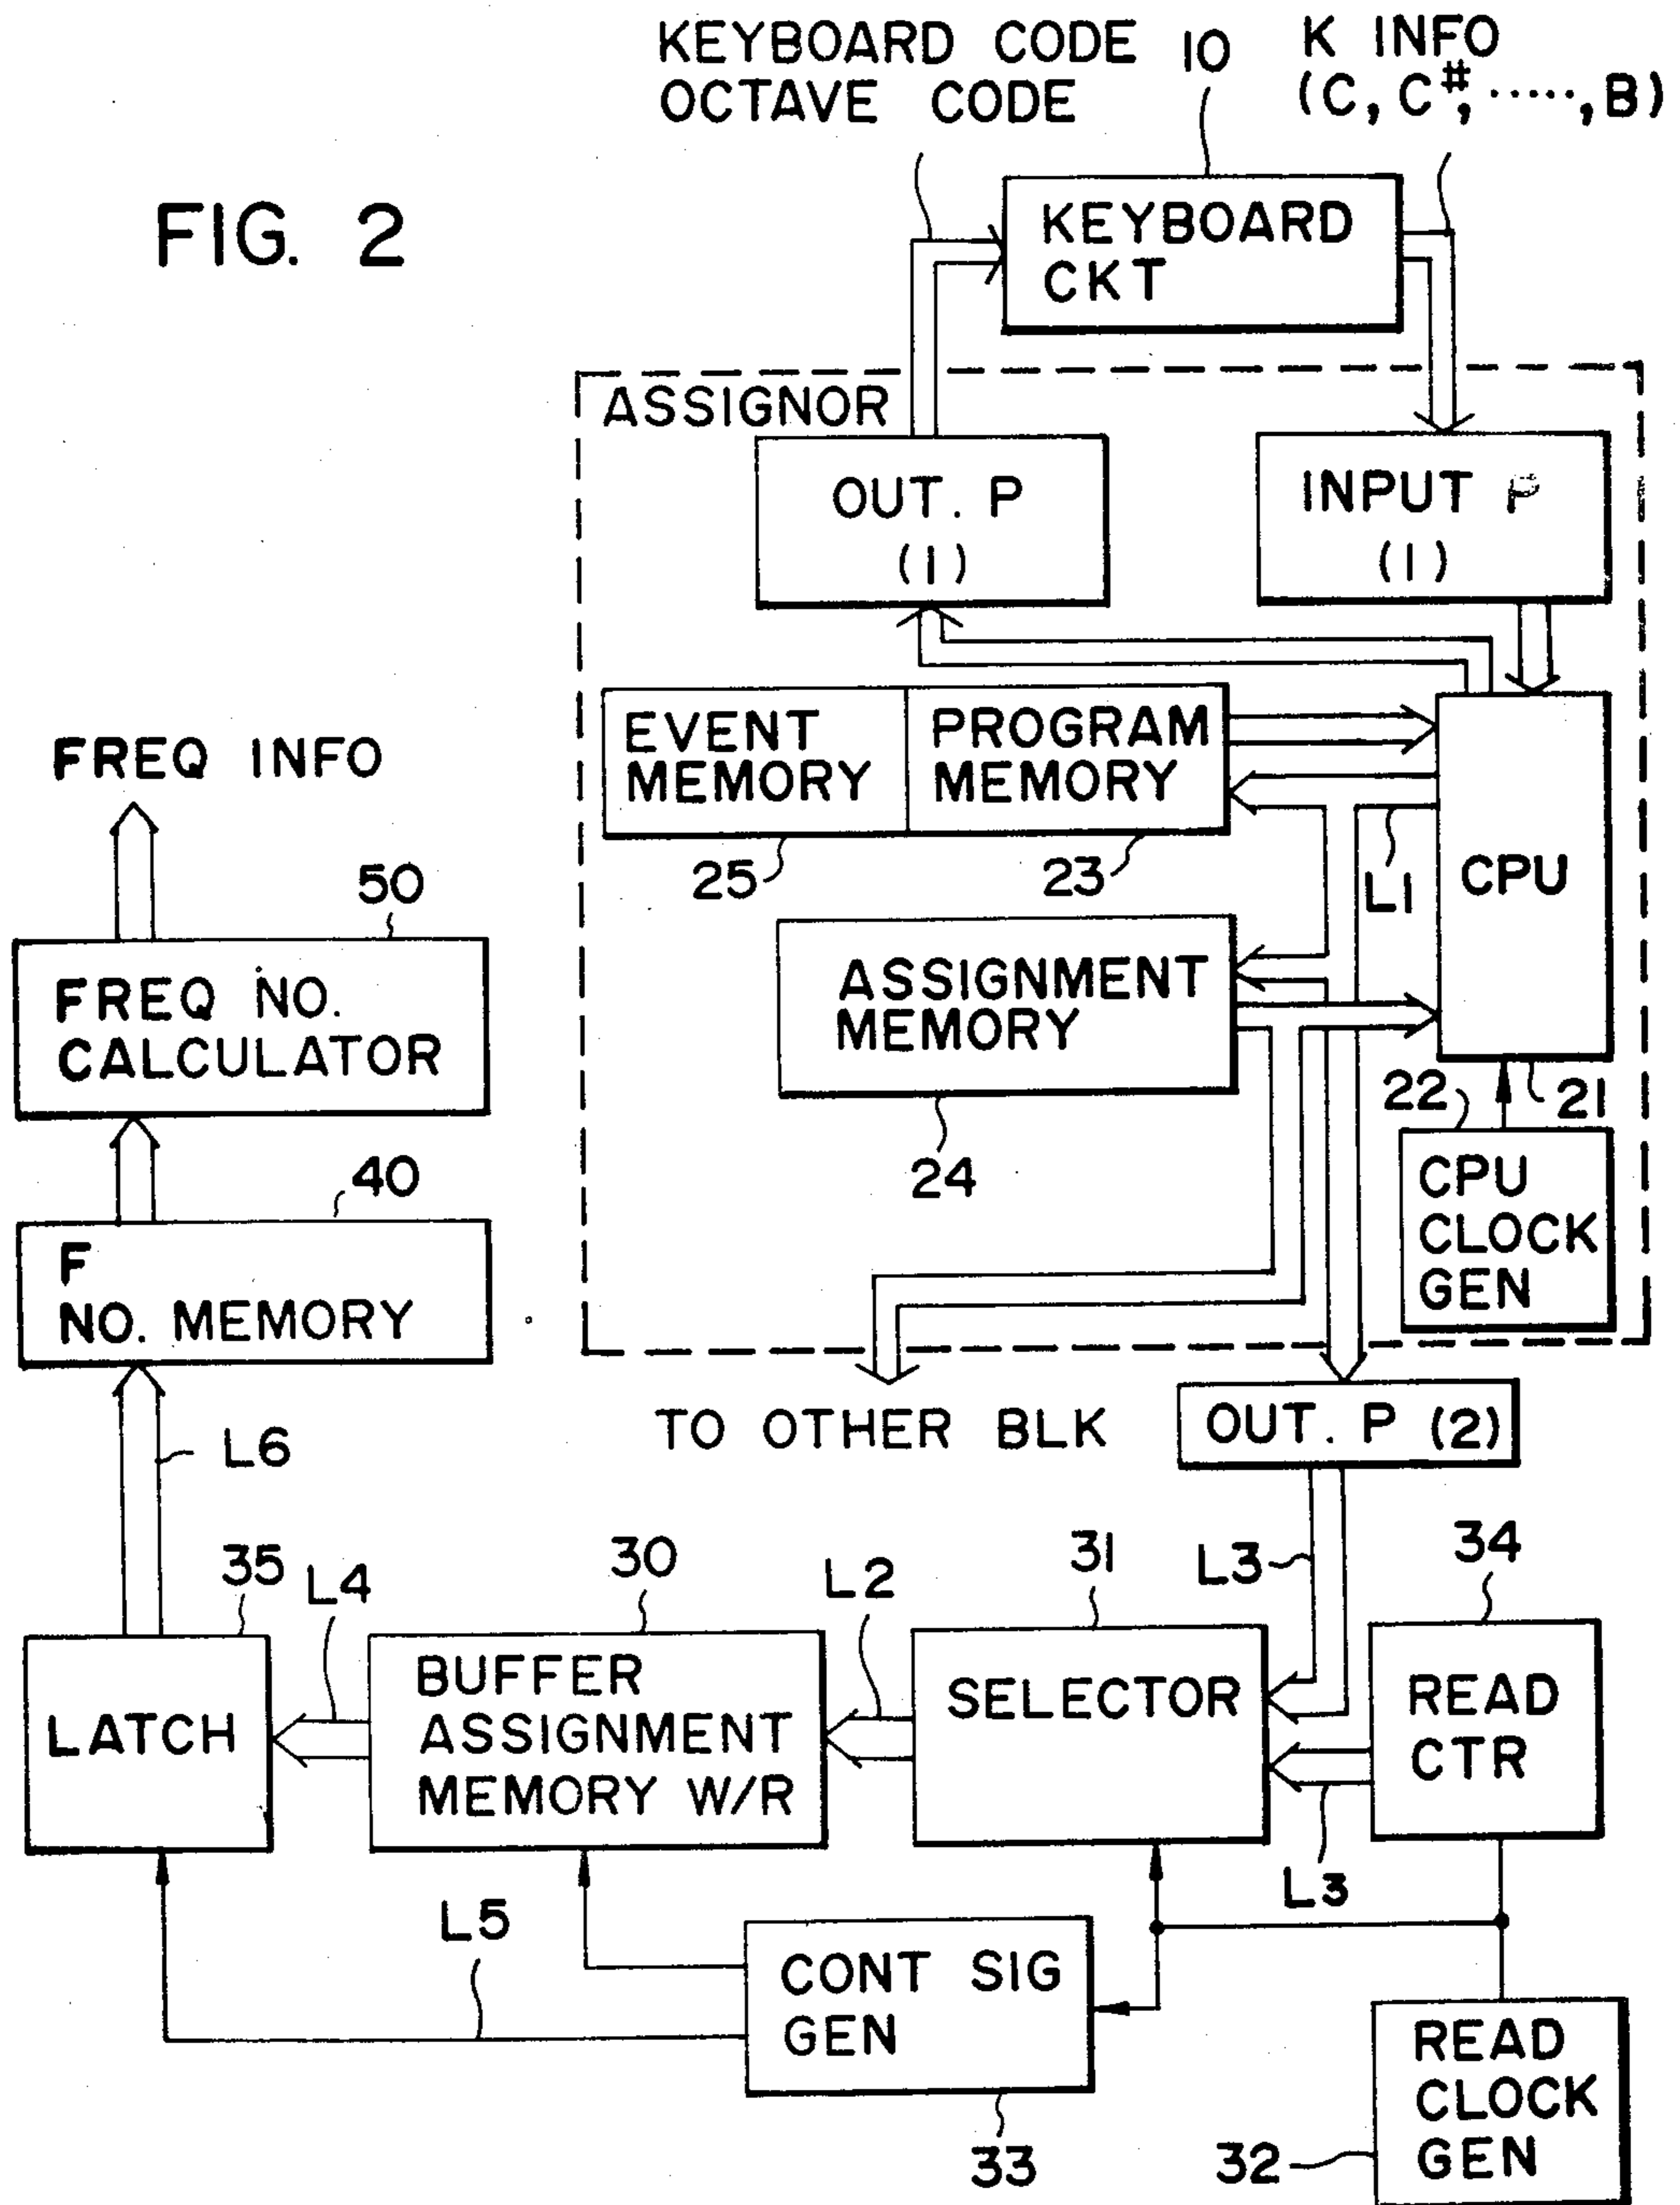 KEYBOARD CODE
OCTAVE CODE
10
K INFO
(C, C#, ·····, B)
FIG. 2
KEYBOARD
CKT
ASSIGNOR
OUT. P
(1)
INPUT P
(1)
EVENT
MEMORY
PROGRAM
MEMORY
25
23
L1
CPU
FREQ INFO
50
FREQ NO.
CALCULATOR
ASSIGNMENT
MEMORY
24
22
21
CPU
CLOCK
GEN
40
F
NO. MEMORY
TO OTHER BLK
OUT. P (2)
L6
L3
35
L4
30
L2
31
34
LATCH
BUFFER
ASSIGNMENT
MEMORY W/R
SELECTOR
READ
CTR
L3
L5
CONT SIG
GEN
33
READ
CLOCK
GEN
32